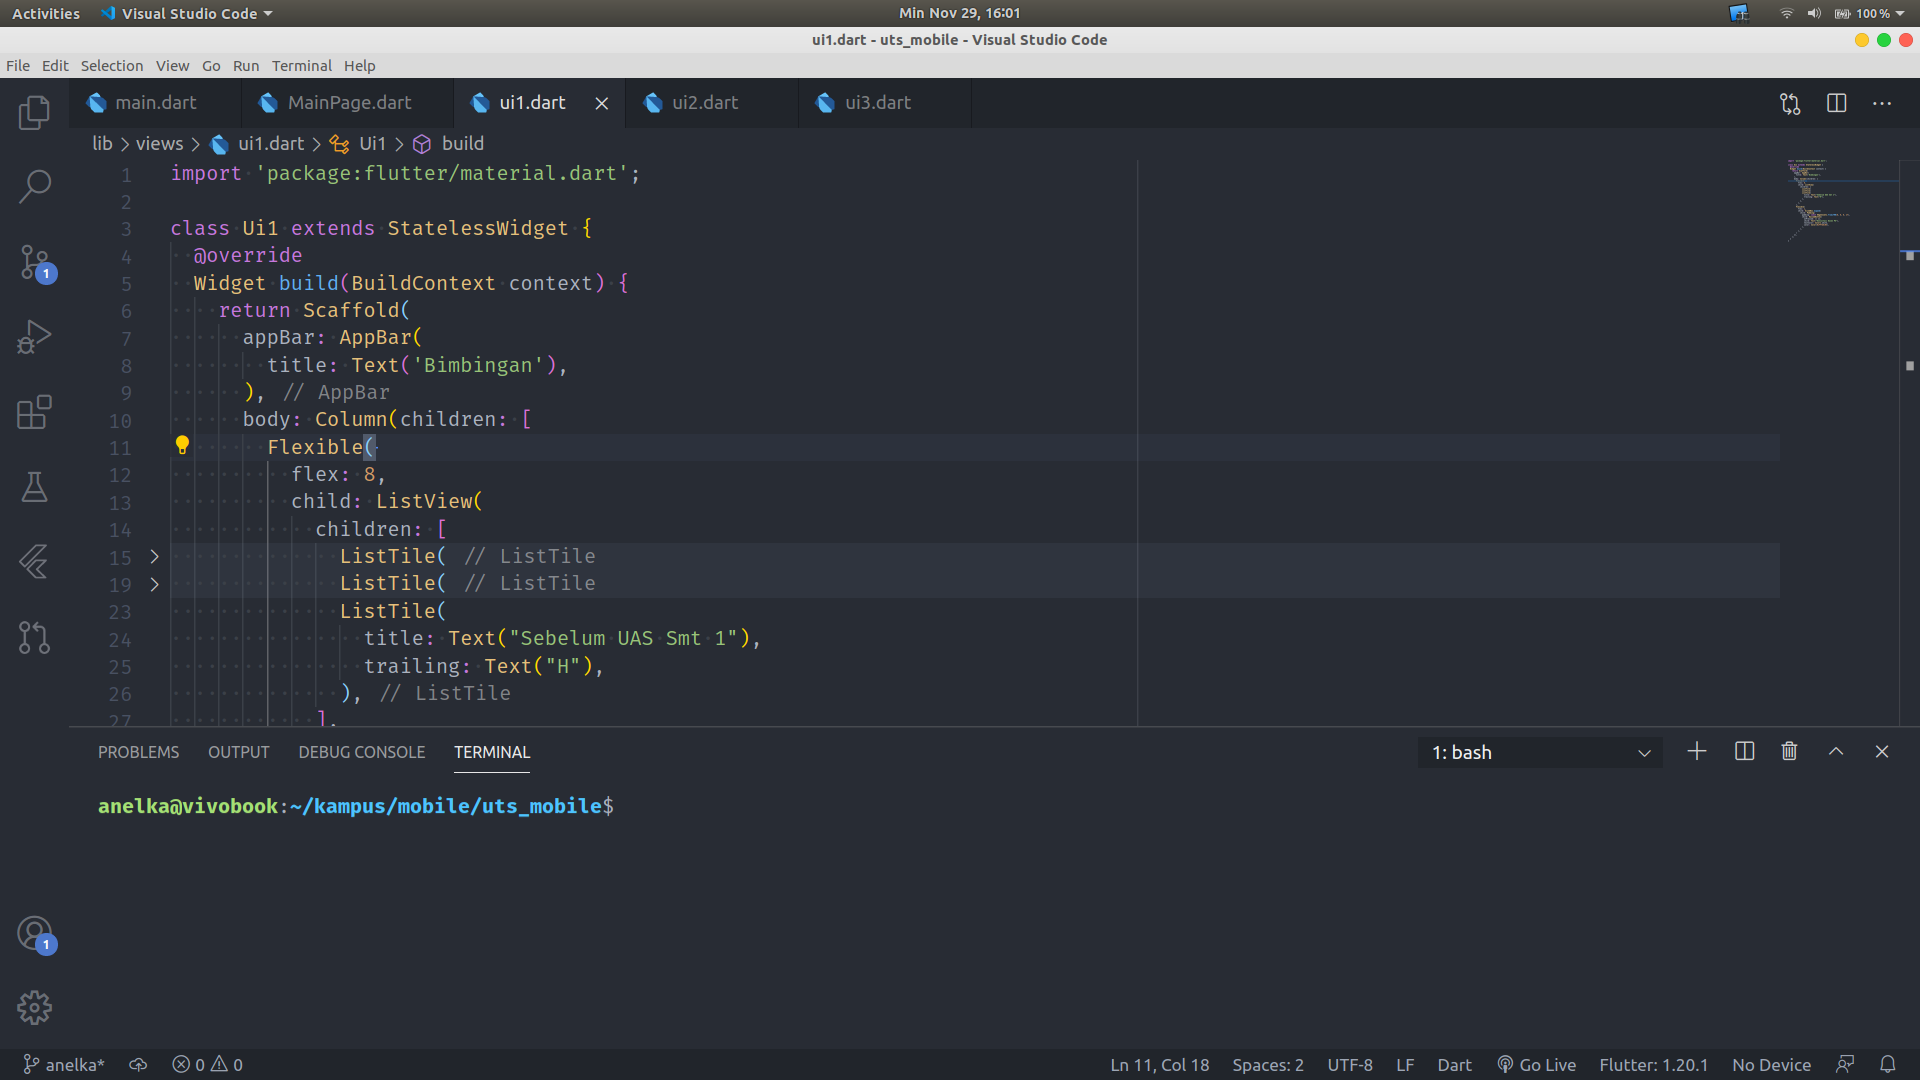 Activities Visual Studio Code Min Nov 29, 16:01 100 %
ui1.dart - uts_mobile - Visual Studio Code
File Edit Selection View Go Run Terminal Help
main.dart MainPage.dart ui1.dart ui2.dart ui3.dart
lib > views > ui1.dart > Ui1 > build
1 import 'package:flutter/material.dart';
2
3 class Ui1 extends StatelessWidget {
4 @override
5 Widget build(BuildContext context) {
6 return Scaffold(
7 appBar: AppBar(
8 title: Text('Bimbingan'),
9 ), // AppBar
10 body: Column(children: [
11 Flexible(
12 flex: 8,
13 child: ListView(
14 children: [
15 ListTile( // ListTile
19 ListTile( // ListTile
23 ListTile(
24 title: Text("Sebelum UAS Smt 1"),
25 trailing: Text("H"),
26 ), // ListTile
27 ],
PROBLEMS OUTPUT DEBUG CONSOLE TERMINAL 1: bash
anelka@vivobook:~/kampus/mobile/uts_mobile$
1
1
anelka* 0 0 Ln 11, Col 18 Spaces: 2 UTF-8 LF Dart Go Live Flutter: 1.20.1 No Device